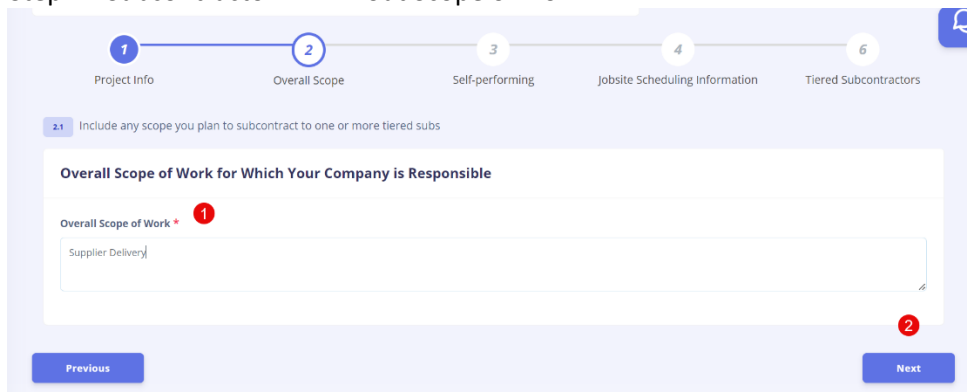 1
2
3
4
6
Project Info
Overall Scope
Self-performing
Jobsite Scheduling Information
Tiered Subcontractors
2.1 Include any scope you plan to subcontract to one or more tiered subs
Overall Scope of Work for Which Your Company is Responsible
Overall Scope of Work * 1
Supplier Delivery
2
Previous
Next